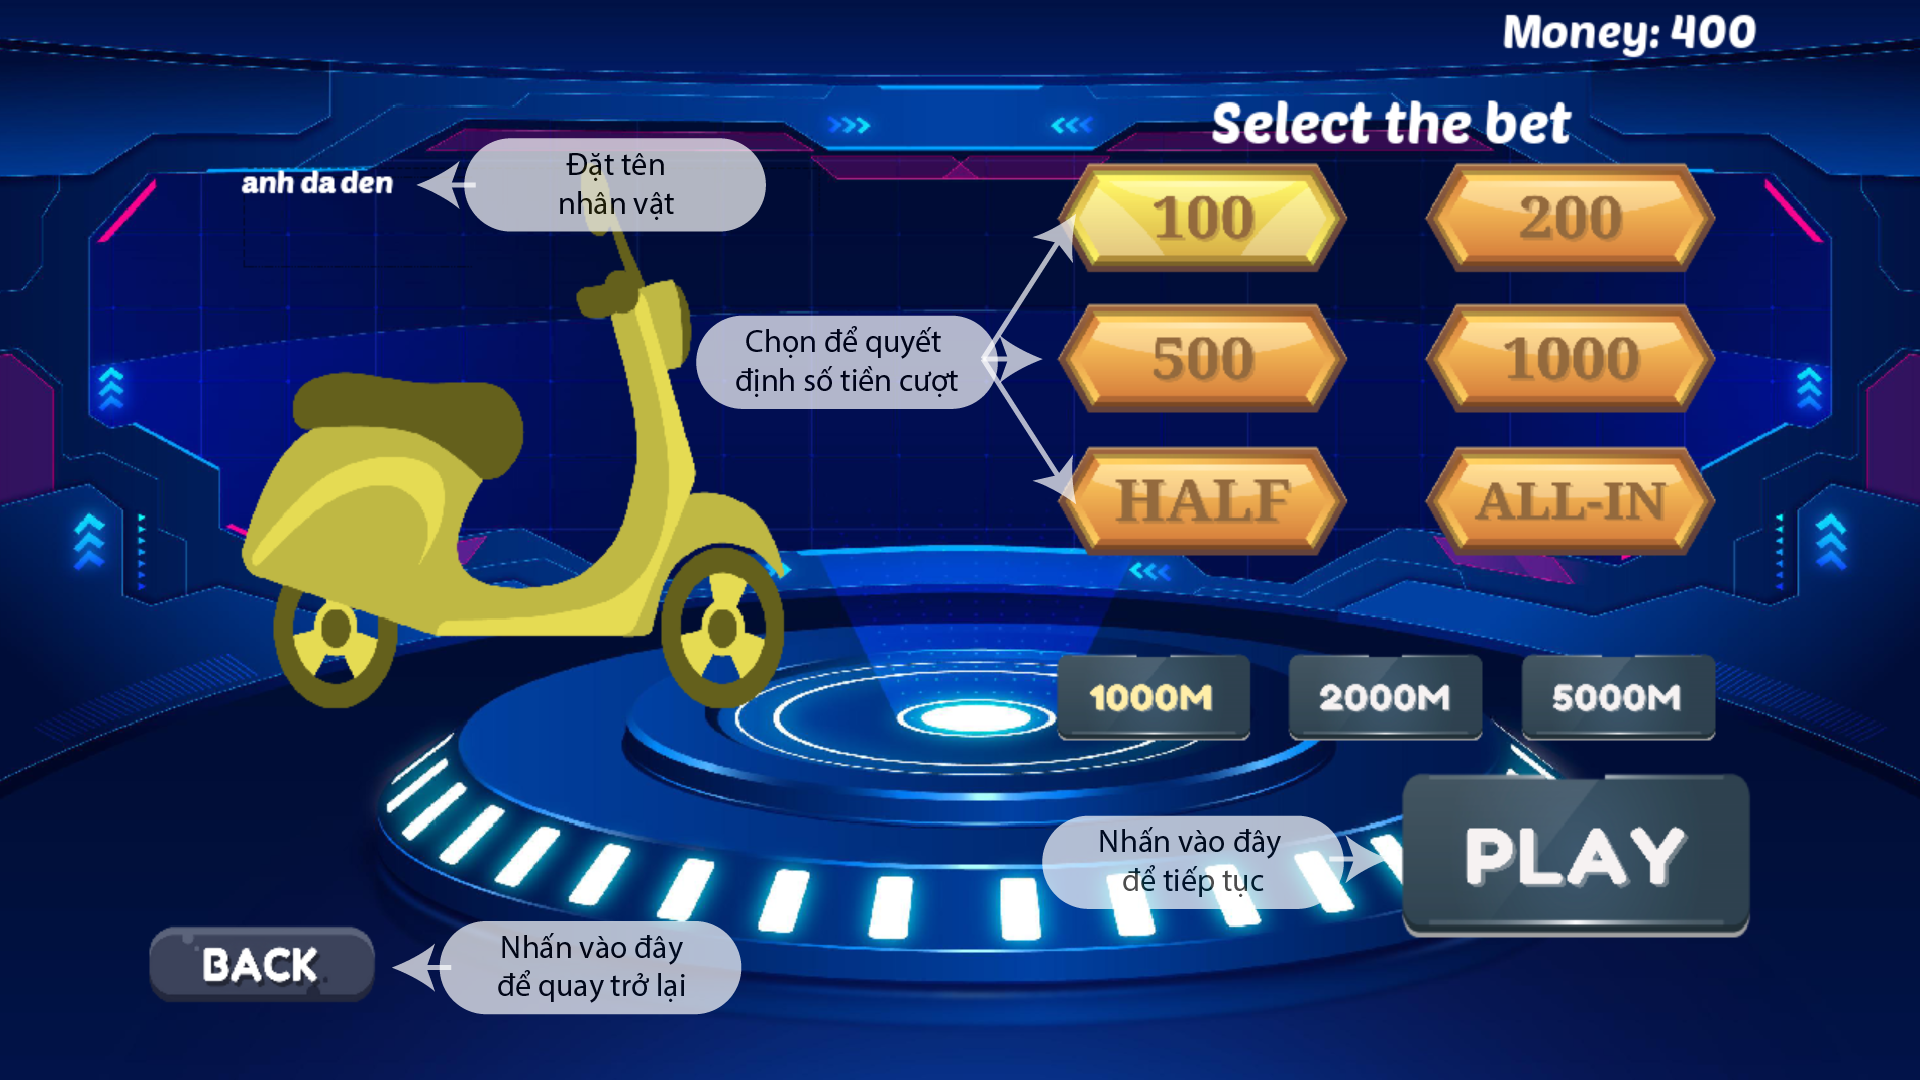 Money: 400
Select the bet
anh da den
Đặt tên
nhân vật
100
200
Chọn để quyết
định số tiền cượt
500
1000
HALF
ALL-IN
1000M
2000M
5000M
Nhấn vào đây
để tiếp tục
PLAY
BACK
Nhấn vào đây
để quay trở lại